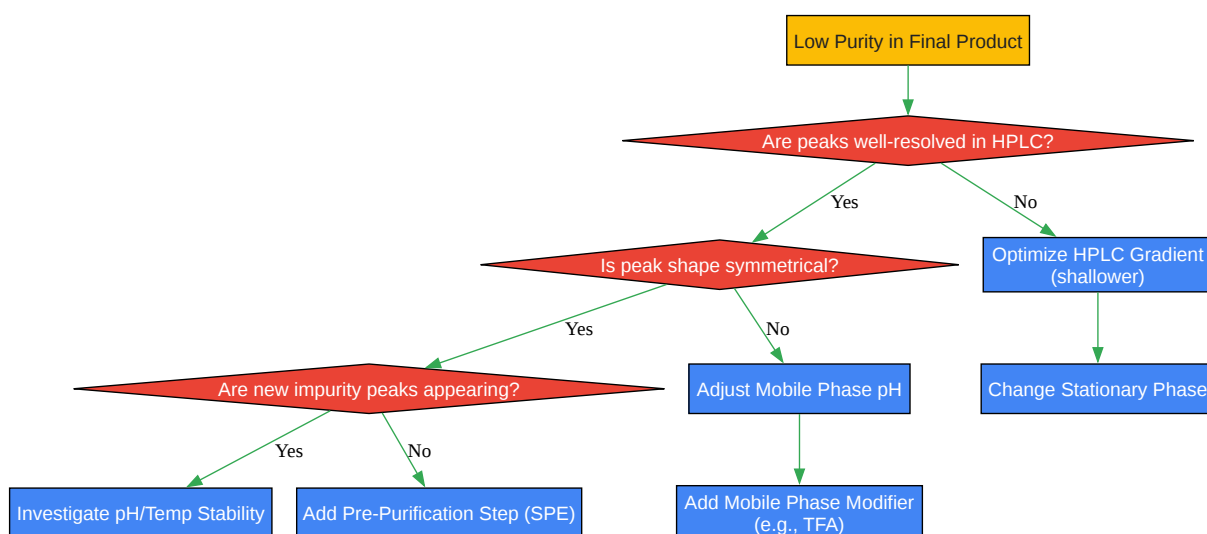 Low Purity in Final Product
Are peaks well-resolved in HPLC?
Yes
No
Is peak shape symmetrical?
Optimize HPLC Gradient
(shallower)
Yes
No
Are new impurity peaks appearing?
Adjust Mobile Phase pH
Change Stationary Phase
Yes
No
Investigate pH/Temp Stability
Add Pre-Purification Step (SPE)
Add Mobile Phase Modifier
(e.g., TFA)